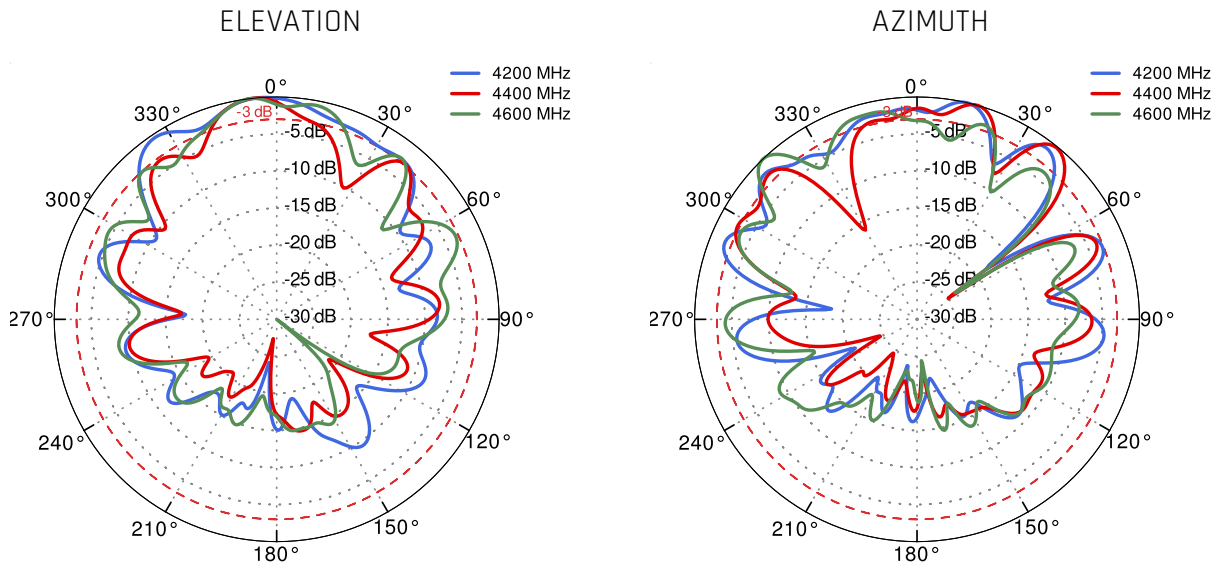 ELEVATION
4200 MHz
4400 MHz
4600 MHz
0°
-3 dB
330°
30°
5 dB
-10 dB
300°
60°
-15 dB
-20 dB
-25 dB
-30 dB
270°
90°
240°
120°
210°
150°
180°
AZIMUTH
4200 MHz
4400 MHz
4600 MHz
0°
3 dB
330°
30°
5 dB
-10 dB
300°
60°
-15 dB
-20 dB
-25 dB
-30 dB
270°
90°
240°
120°
210°
150°
180°